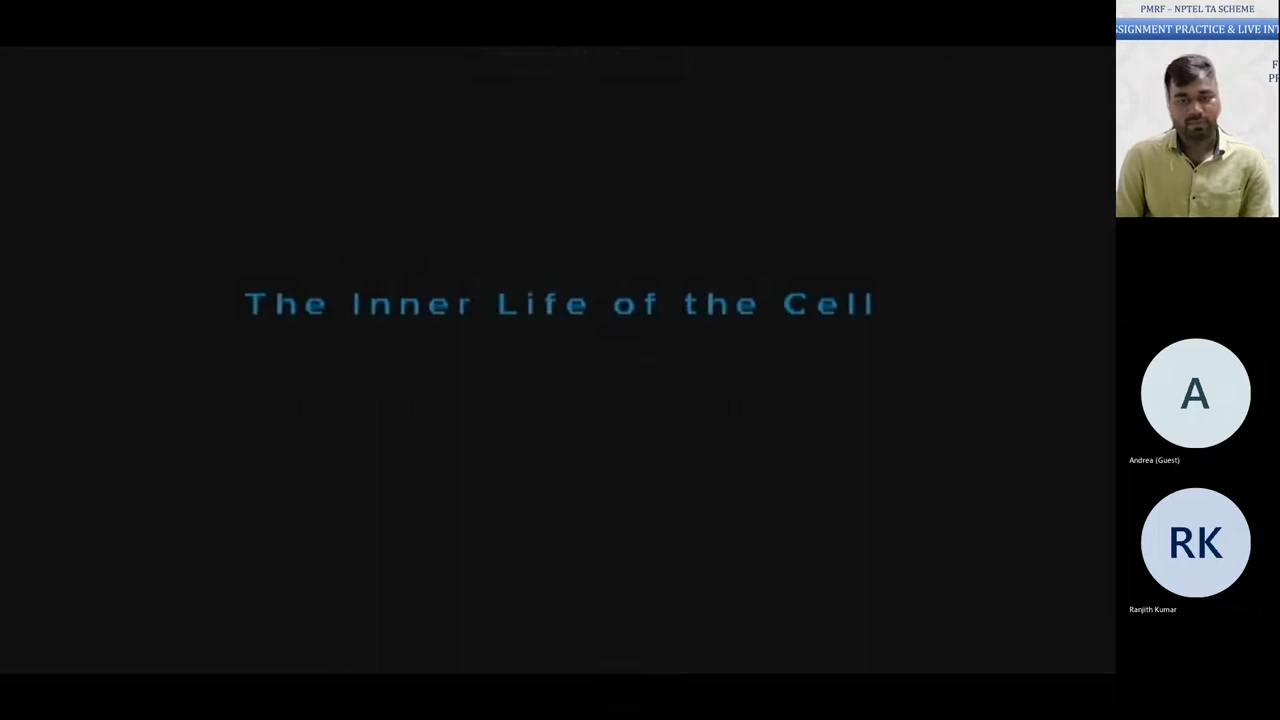 The Inner Life of the Cell
PMRF – NPTEL TA SCHEME
SIGNMENT PRACTICE & LIVE INT
F
PR
A
Andrea (Guest)
RK
Ranjith Kumar